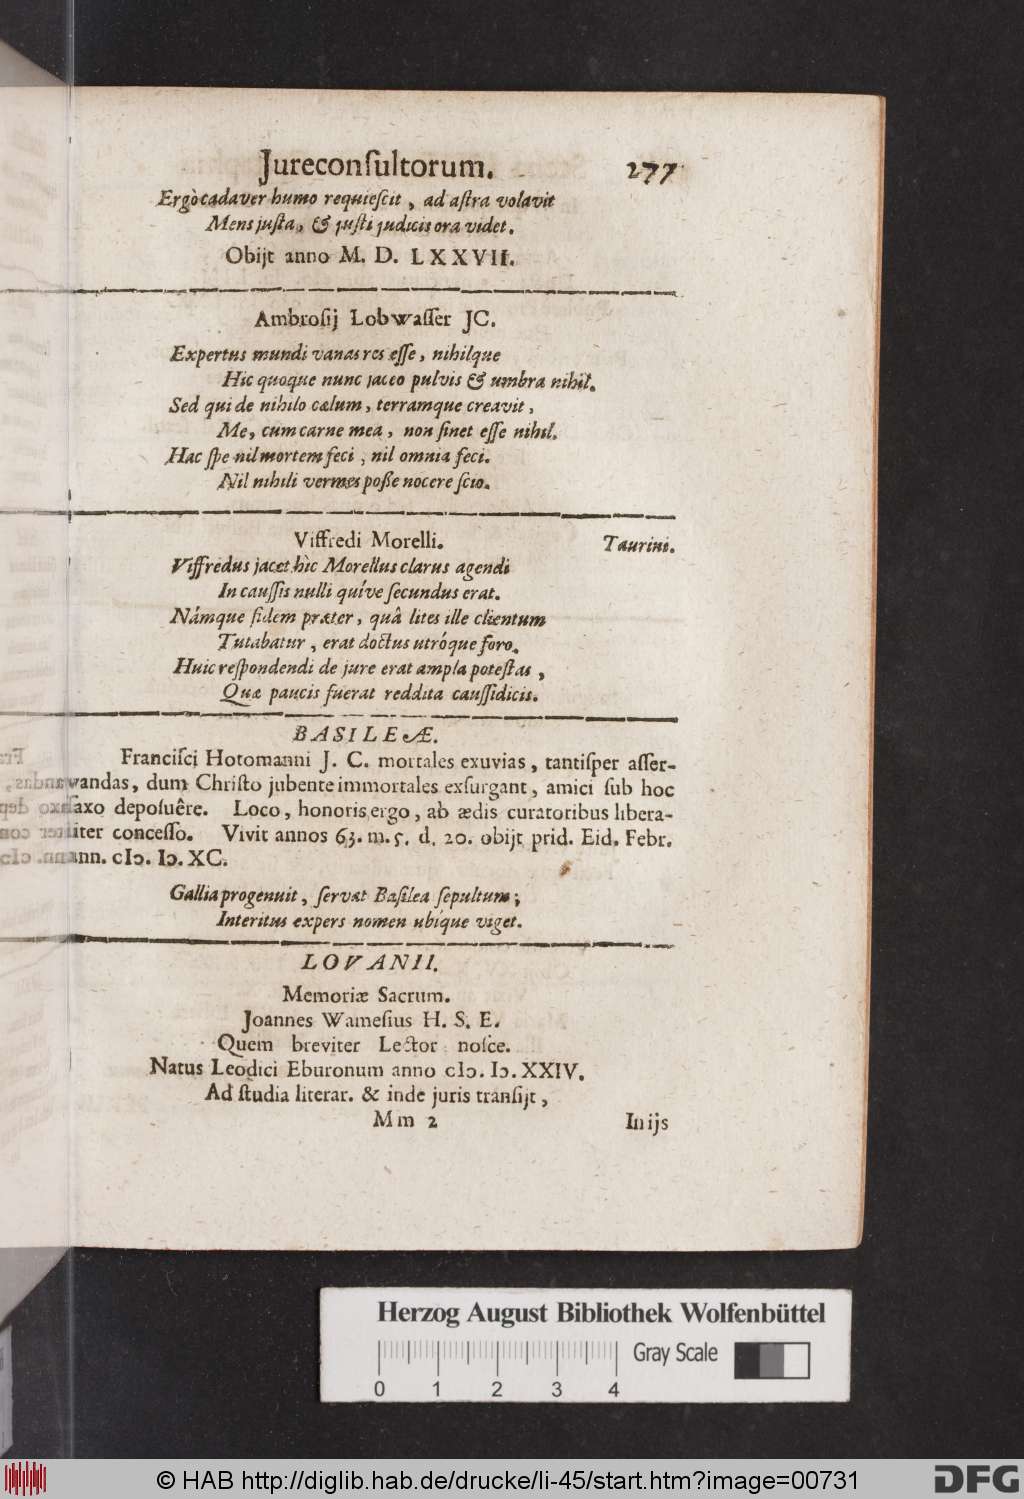 Jureconſultorum. 277
Ergò cadaver humo requieſcit, ad aſtra volavit
Mens juſta, & juſti judicis ora videt.
Obijt anno M. D. LXXVII.
Ambroſij Lobwaſſer JC.
Expertus mundi vanas res eſſe, nihilque
Hic quoque nunc jaceo pulvis & umbra nihil.
Sed qui de nihilo cælum, terramque creavit,
Me, cum carne mea, non ſinet eſſe nihil.
Hac ſpe nil mortem feci, nil omnia feci.
Nil nihili vermes poße nocere ſcio.
Viffredi Morelli. Taurini.
Viffredus jacet hìc Morellus clarus agendi
In cauſſis nulli quíve ſecundus erat.
Námque fidem præter, quâ lites ille clientum
Tutabatur, erat doctus utróque foro.
Huic reſpondendi de jure erat ampla poteſtas,
Quæ paucis fuerat reddita cauſſidicis.
BASILEÆ.
Franciſci Hotomanni J. C. mortales exuvias, tantiſper aſſer-
vandas, dum Chriſto jubente immortales exſurgant, amici ſub hoc
ſaxo depoſuêre. Loco, honoris ergo, ab ædis curatoribus libera-
liter conceſſo. Vivit annos 63. m. 5. d. 20. obijt prid. Eid. Febr.
ann. cIɔ. Iɔ. XC.
Gallia progenuit, ſervat Baſilea ſepultum;
Interitus expers nomen ubíque viget.
LOVANII.
Memoriæ Sacrum.
Joannes Wameſius H. S. E.
Quem breviter Lector noſce.
Natus Leodici Eburonum anno cIɔ. Iɔ. XXIV.
Ad ſtudia literar. & inde juris tranſijt,
Mm 2 In ijs
Herzog August Bibliothek Wolfenbüttel
Gray Scale
0 1 2 3 4
© HAB http://diglib.hab.de/drucke/li-45/start.htm?image=00731
DFG